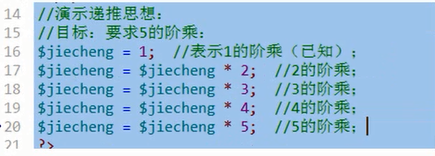 14 //演示递推思想:
15 //目标: 要求5的阶乘:
16 $jiecheng = 1;  //表示1的阶乘（已知）;
17 $jiecheng = $jiecheng * 2;  //2的阶乘;
18 $jiecheng = $jiecheng * 3;  //3的阶乘;
19 $jiecheng = $jiecheng * 4;  //4的阶乘;
20 $jiecheng = $jiecheng * 5;  //5的阶乘;
21 ?>